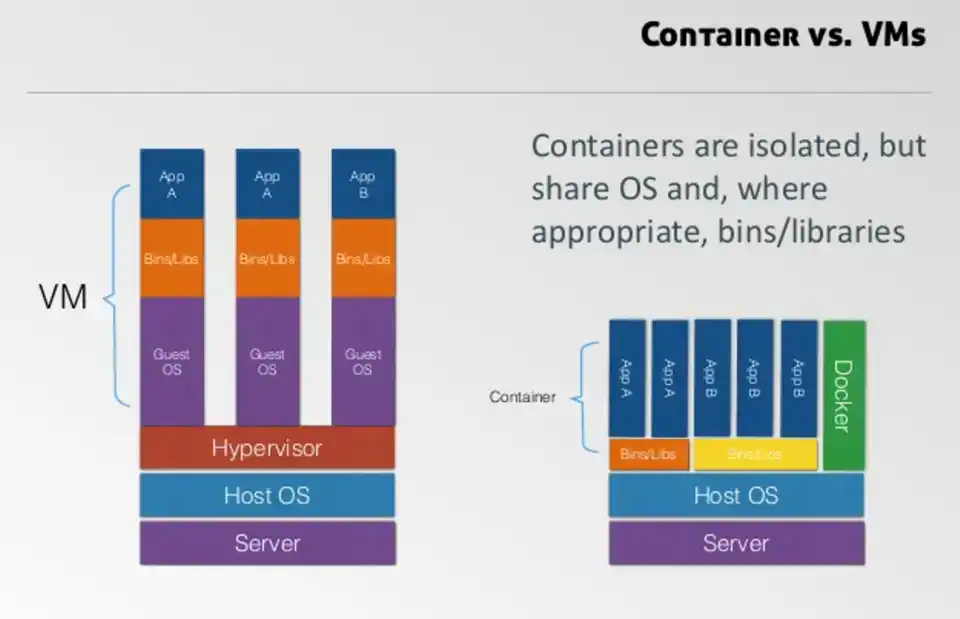 Container vs. VMs
Containers are isolated, but
share OS and, where
appropriate, bins/libraries
VM
App
A
App
A
App
B
Bins/Libs
Bins/Libs
Bins/Libs
Guest
OS
Guest
OS
Guest
OS
Hypervisor
Host OS
Server
Container
App A
App A
App B
App B
App B
Docker
Bins/Libs
Bins/Libs
Host OS
Server